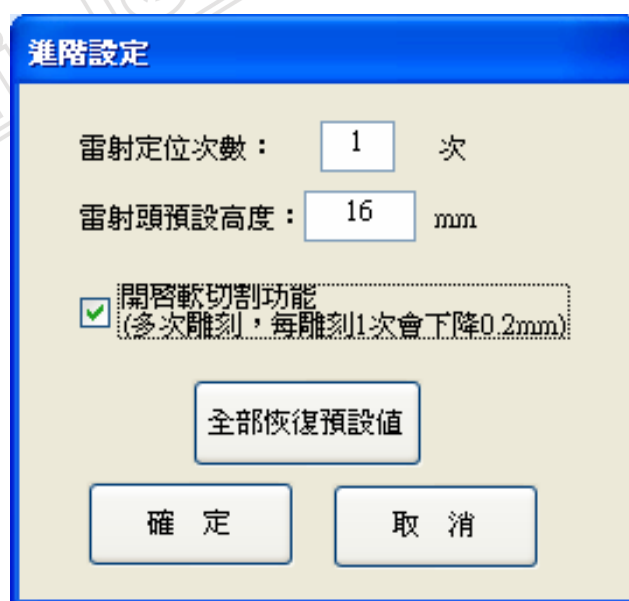 進階設定
雷射定位次數： 1 次
雷射頭預設高度： 16 mm
開啓軟切割功能
(多次雕刻，每雕刻1次會下降0.2mm)
全部恢復預設值
確 定 取 消